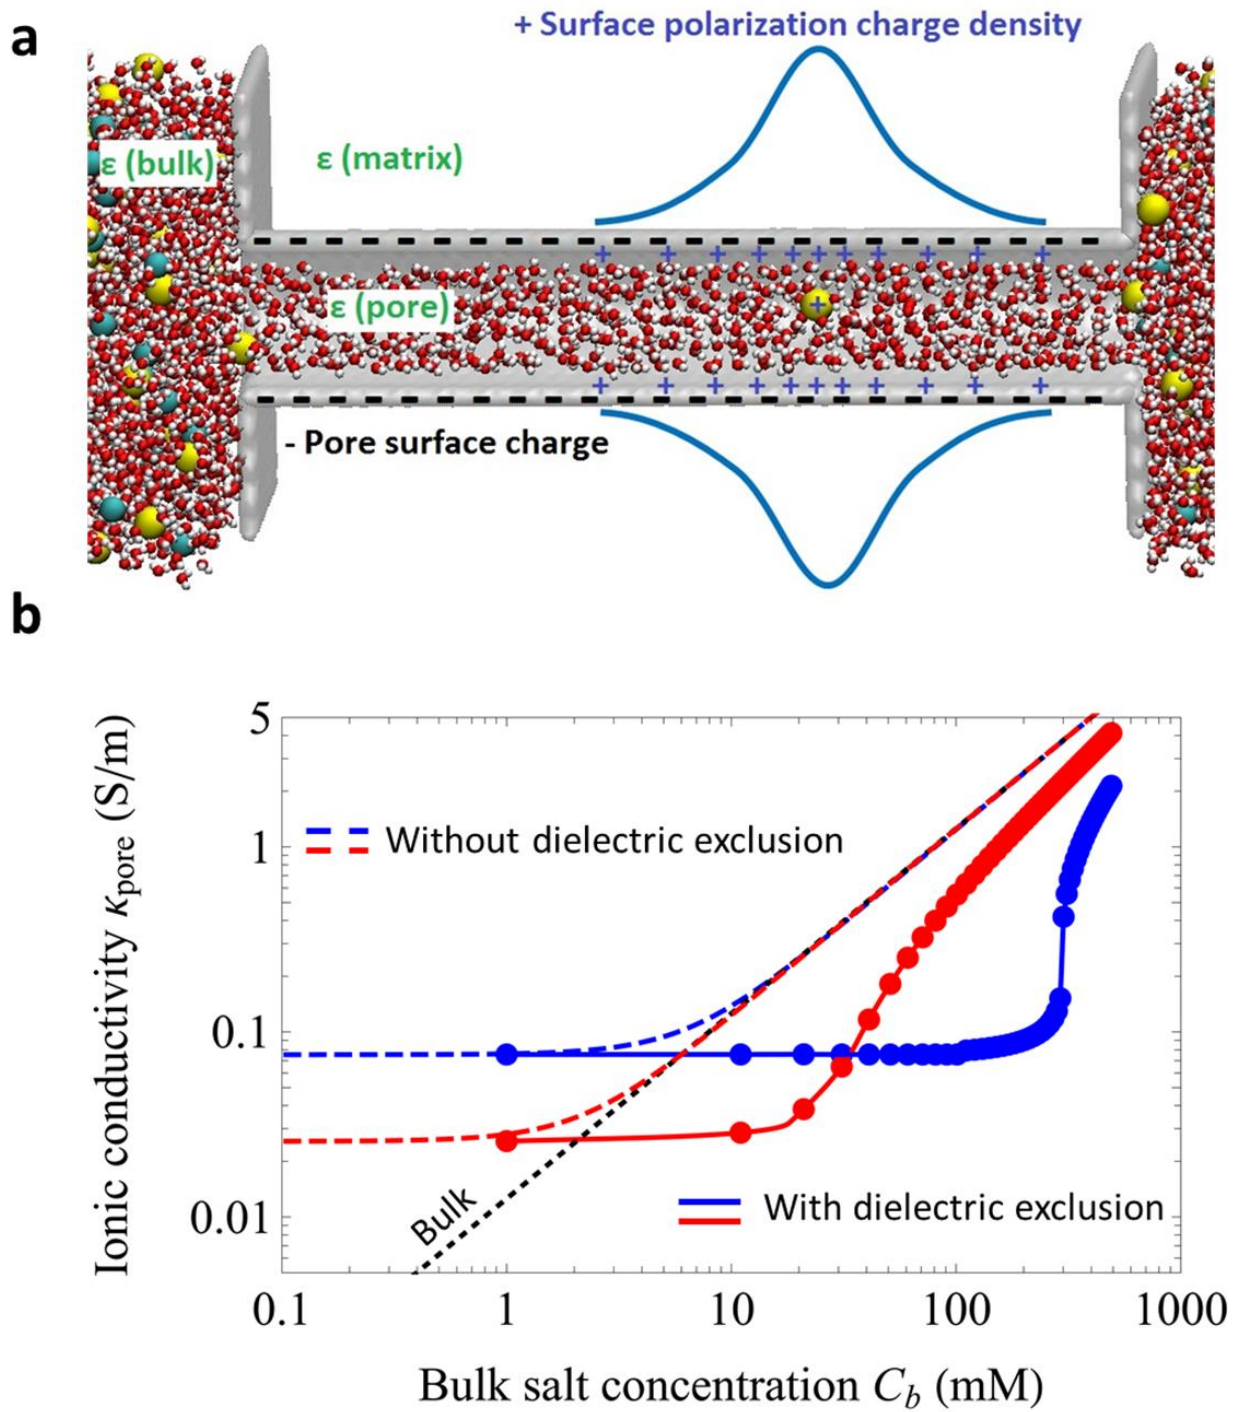 a
+ Surface polarization charge density
ε (bulk)
ε (matrix)
ε (pore)
- Pore surface charge
b
Ionic conductivity κpore (S/m)
5
1
0.1
0.01
Without dielectric exclusion
Bulk
With dielectric exclusion
0.1 1 10 100 1000
Bulk salt concentration Cb (mM)